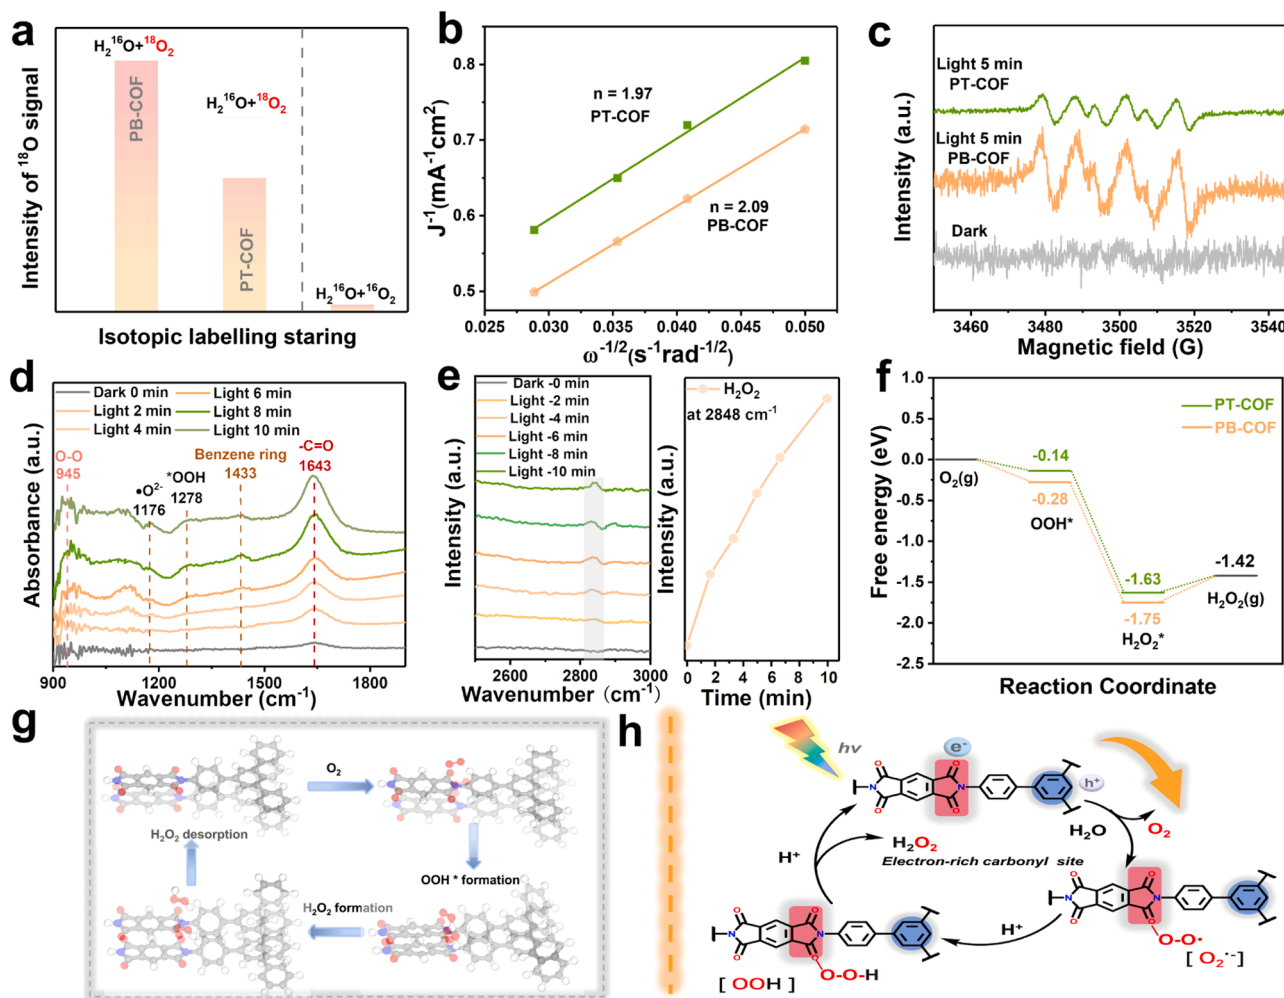 a
Intensity of ¹⁸O signal
H₂¹⁶O+¹⁸O₂
PB-COF
H₂¹⁶O+¹⁸O₂
PT-COF
H₂¹⁶O+¹⁶O₂
Isotopic labelling staring
b
J⁻¹(mA⁻¹cm²)
0.8
0.7
0.6
0.5
n = 1.97
PT-COF
n = 2.09
PB-COF
0.025 0.030 0.035 0.040 0.045 0.050
ω⁻¹/²(s⁻¹rad⁻¹/²)
c
Intensity (a.u.)
Light 5 min
PT-COF
Light 5 min
PB-COF
Dark
3460 3480 3500 3520 3540
Magnetic field (G)
d
Absorbance (a.u.)
Dark 0 min
Light 2 min
Light 4 min
Light 6 min
Light 8 min
Light 10 min
O-O
945
•O²⁻
1176
*OOH
1278
Benzene ring
1433
-C=O
1643
900 1200 1500 1800
Wavenumber (cm⁻¹)
e
Intensity (a.u.)
Dark -0 min
Light -2 min
Light -4 min
Light -6 min
Light -8 min
Light -10 min
2500 3000
Wavenumber (cm⁻¹)
Intensity (a.u.)
H₂O₂
at 2848 cm⁻¹
0 2 4 6 8 10
Time (min)
f
Free energy (eV)
1.0
0.5
0.0
-0.5
-1.0
-1.5
-2.0
-2.5
PT-COF
PB-COF
O₂(g)
-0.14
-0.28
OOH*
-1.63
-1.75
H₂O₂*
-1.42
H₂O₂(g)
Reaction Coordinate
g
O₂
H₂O₂ desorption
OOH * formation
H₂O₂ formation
h
hv
e⁻
h⁺
O
O
O
O
N
N
H₂O
O₂
H⁺
H₂O₂
Electron-rich carbonyl site
O
O
O
O
N
N
O-O•
[ O₂•⁻]
H⁺
O
O
O
O
N
N
O-O-H
[ OOH ]